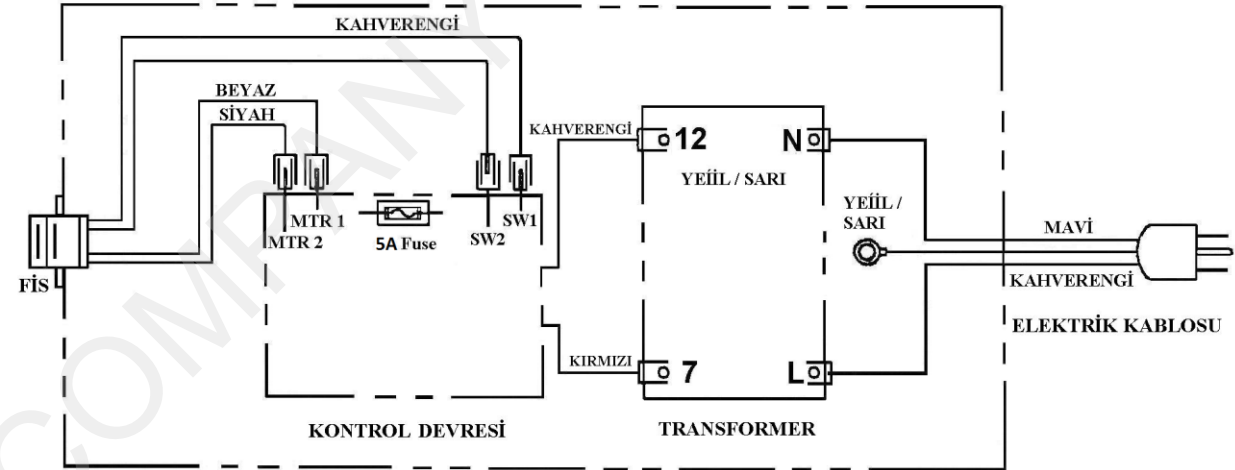 KAHVERENGİ
BEYAZ
SİYAH
MTR 1
MTR 2
5A Fuse
SW1
SW2
FİS
KAHVERENGİ
12
N
YEİİL / SARI
YEİİL /
SARI
MAVİ
KAHVERENGİ
ELEKTRİK KABLOSU
KIRMIZI
7
L
KONTROL DEVRESİ
TRANSFORMER
COMPANY